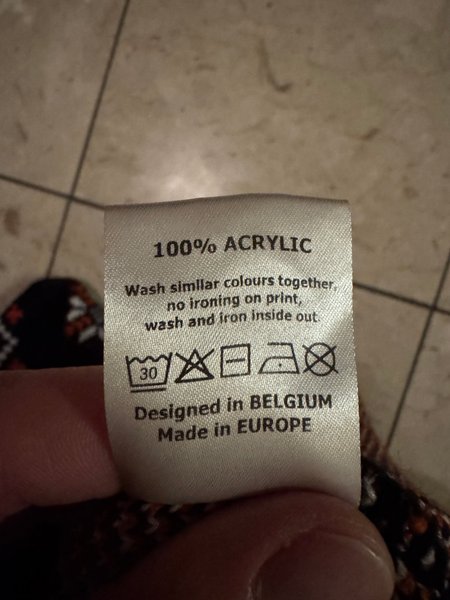 100% ACRYLIC
Wash similar colours together,
no ironing on print,
wash and iron inside out.
30
Designed in BELGIUM
Made in EUROPE